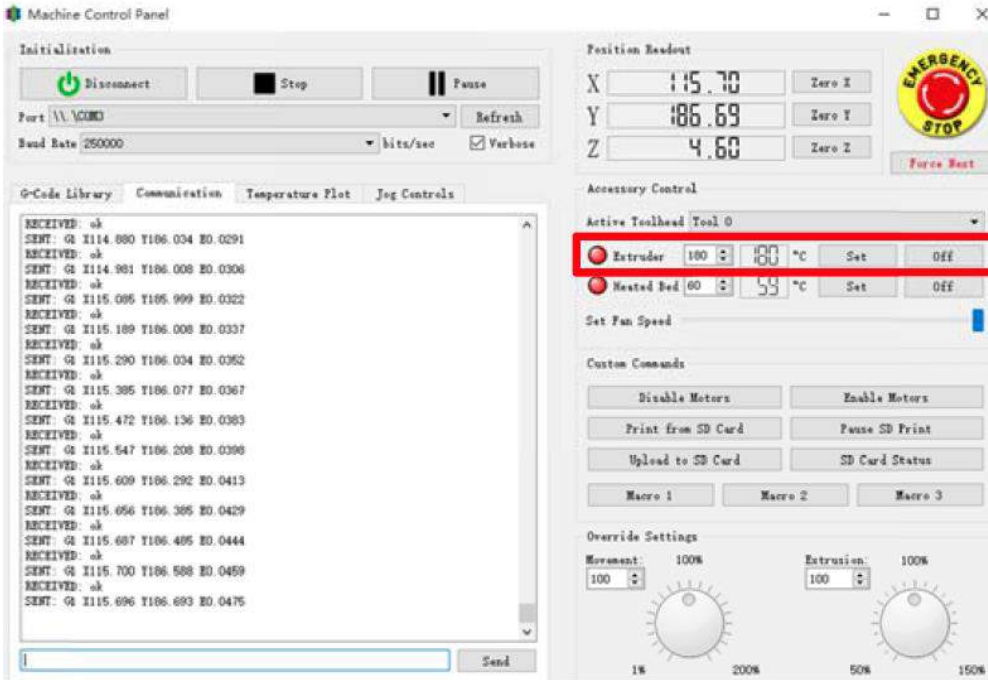 Machine Control Panel
Initialization
Disconnect Stop Pause
Port \\.\COM3 Refresh
Baud Rate 250000 bits/sec Verbose
G-Code Library Communication Temperature Plot Jog Controls
RECEIVED: ok
SENT: G1 X114.880 Y186.034 E0.0291
RECEIVED: ok
SENT: G1 X114.981 Y186.008 E0.0306
RECEIVED: ok
SENT: G1 X115.085 Y185.999 E0.0322
RECEIVED: ok
SENT: G1 X115.189 Y186.008 E0.0337
RECEIVED: ok
SENT: G1 X115.290 Y186.034 E0.0352
RECEIVED: ok
SENT: G1 X115.385 Y186.077 E0.0367
RECEIVED: ok
SENT: G1 X115.472 Y186.136 E0.0383
RECEIVED: ok
SENT: G1 X115.547 Y186.208 E0.0398
RECEIVED: ok
SENT: G1 X115.609 Y186.292 E0.0413
RECEIVED: ok
SENT: G1 X115.656 Y186.385 E0.0429
RECEIVED: ok
SENT: G1 X115.687 Y186.485 E0.0444
RECEIVED: ok
SENT: G1 X115.700 Y186.588 E0.0459
RECEIVED: ok
SENT: G1 X115.696 Y186.693 E0.0475
Send
Position Readout
X 115.70 Zero X
Y 186.69 Zero Y
Z 4.60 Zero Z
EMERGENCY
STOP
Force Next
Accessory Control
Active Toolhead Tool 0
Extruder 180 180 °C Set Off
Heated Bed 60 59 °C Set Off
Set Fan Speed
Custom Commands
Disable Motors Enable Motors
Print from SD Card Pause SD Print
Upload to SD Card SD Card Status
Macro 1 Macro 2 Macro 3
Override Settings
Movement: 100% Extrusion: 100%
100 100
1% 200% 50% 150%